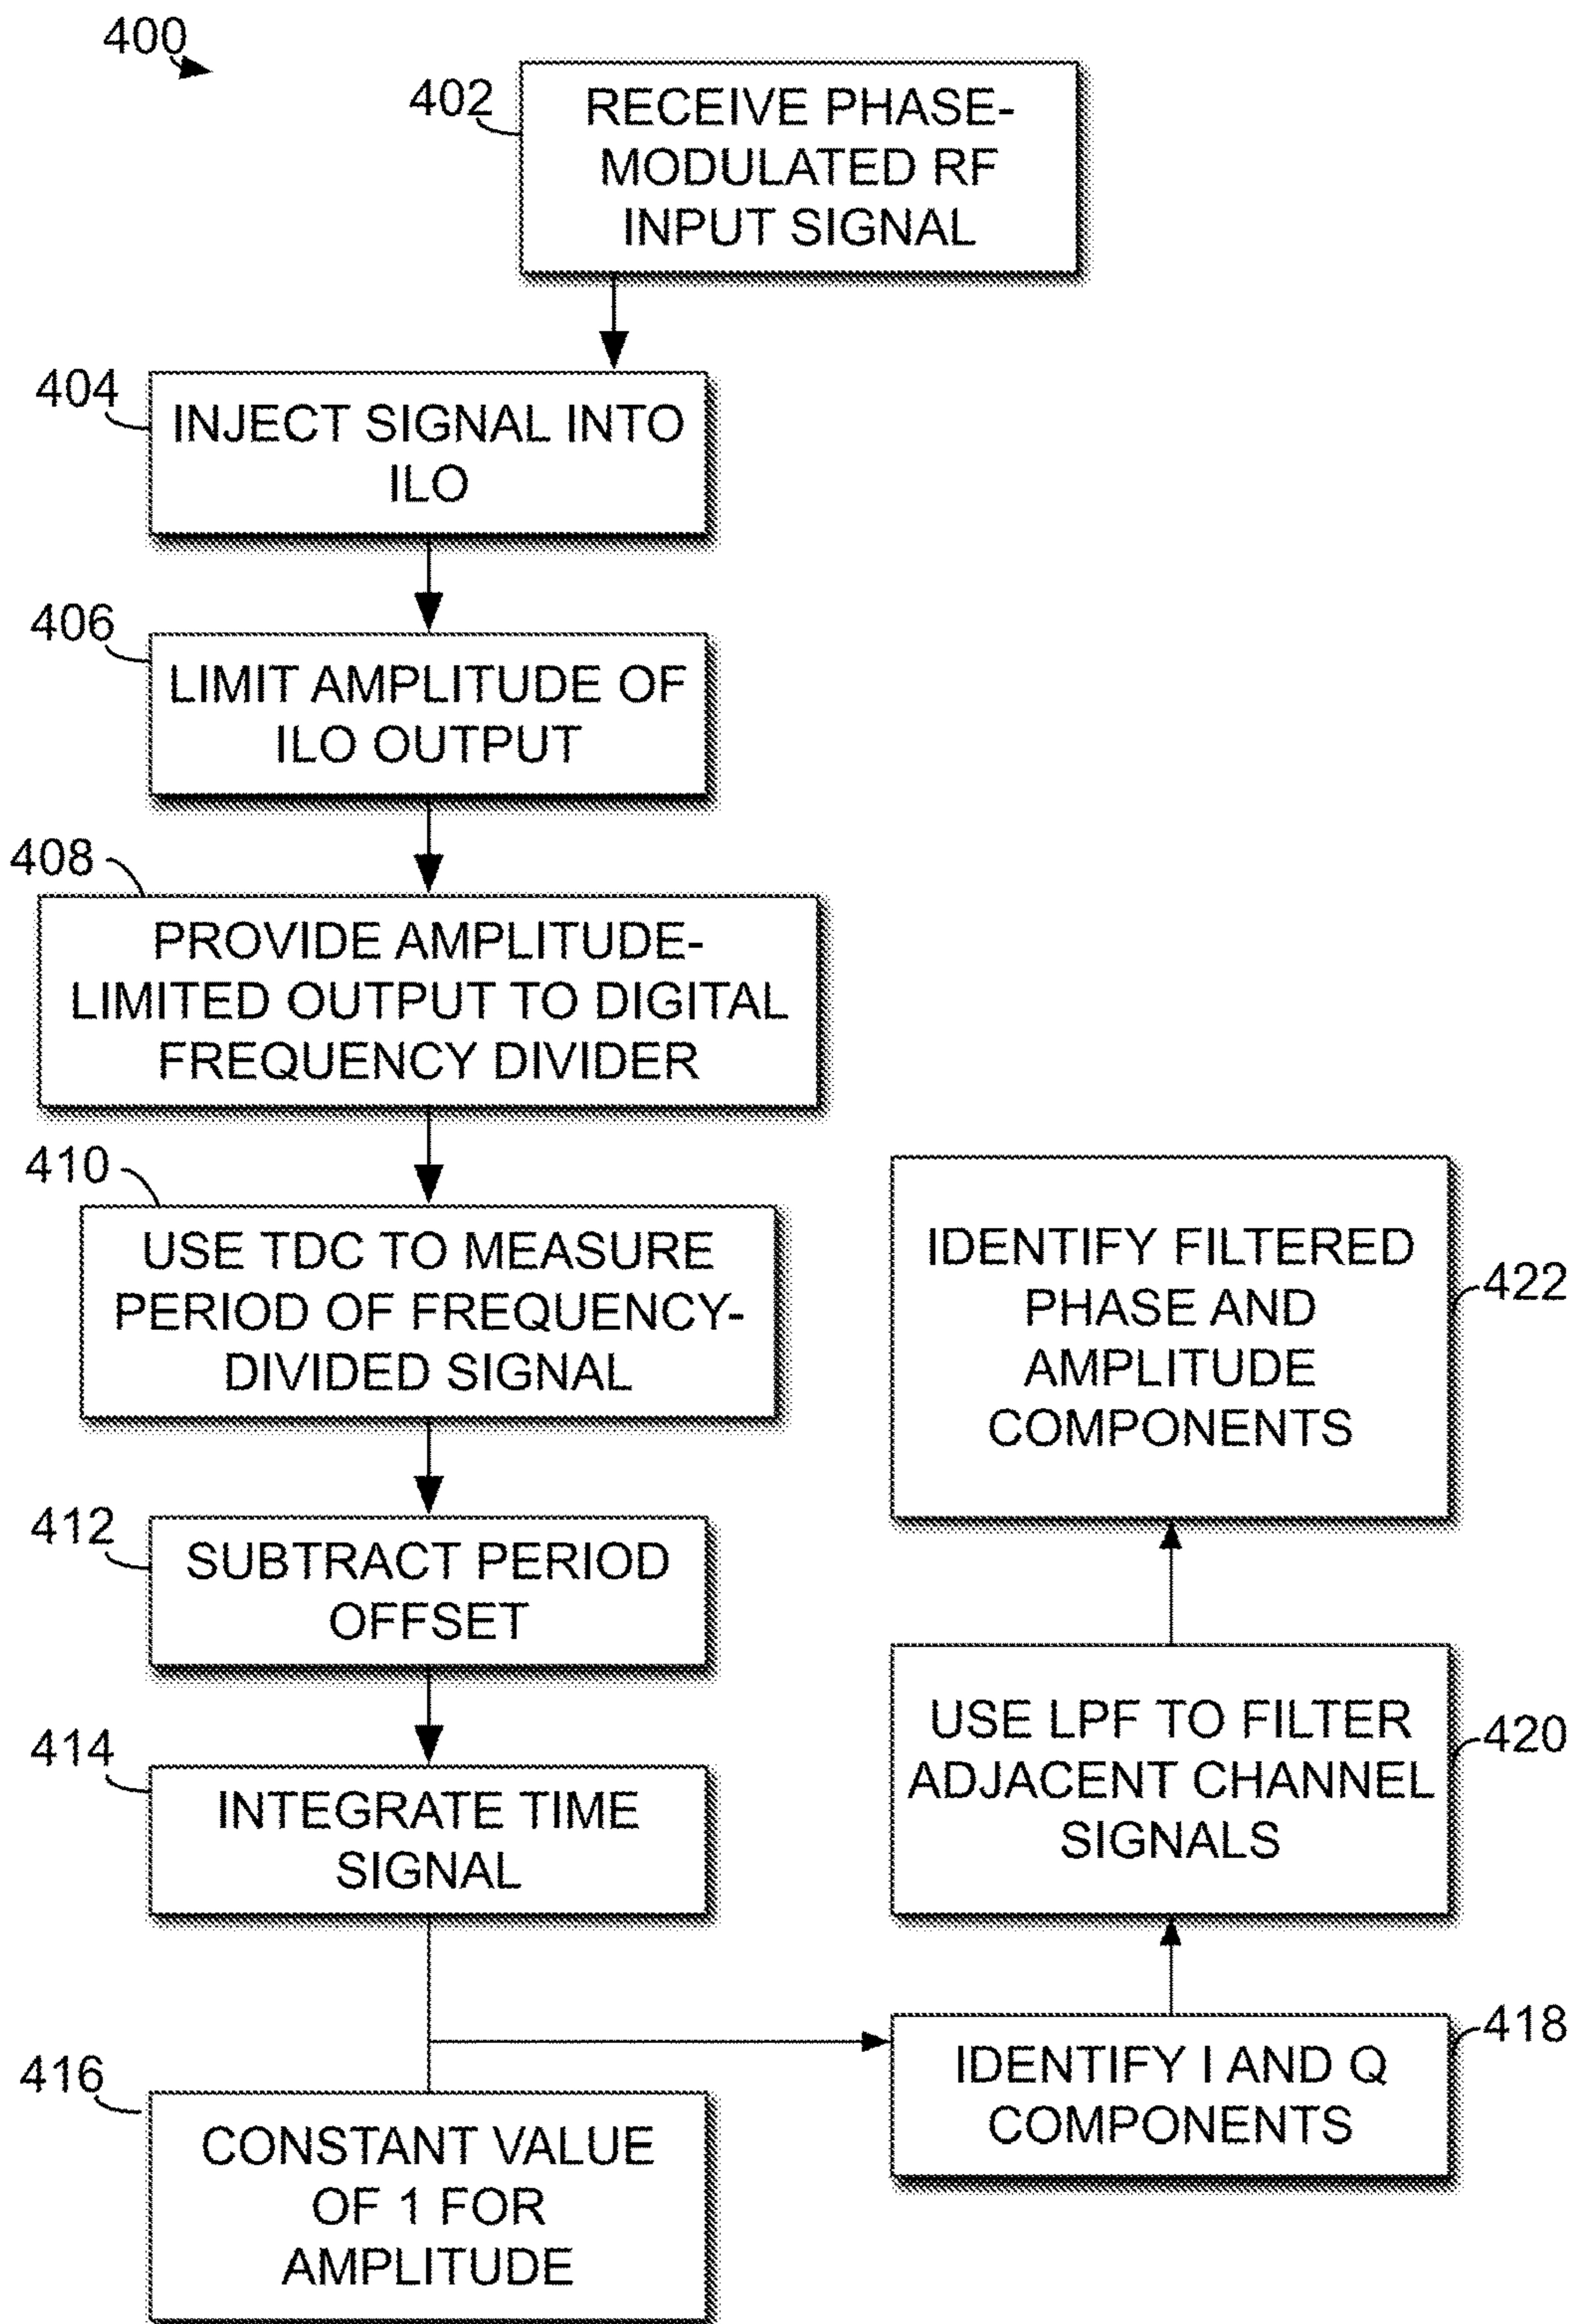 400
402
RECEIVE PHASE-
MODULATED RF
INPUT SIGNAL
404
INJECT SIGNAL INTO
ILO
406
LIMIT AMPLITUDE OF
ILO OUTPUT
408
PROVIDE AMPLITUDE-
LIMITED OUTPUT TO DIGITAL
FREQUENCY DIVIDER
410
USE TDC TO MEASURE
PERIOD OF FREQUENCY-
DIVIDED SIGNAL
412
SUBTRACT PERIOD
OFFSET
414
INTEGRATE TIME
SIGNAL
416
CONSTANT VALUE
OF 1 FOR
AMPLITUDE
IDENTIFY I AND Q
COMPONENTS
418
USE LPF TO FILTER
ADJACENT CHANNEL
SIGNALS
420
IDENTIFY FILTERED
PHASE AND
AMPLITUDE
COMPONENTS
422